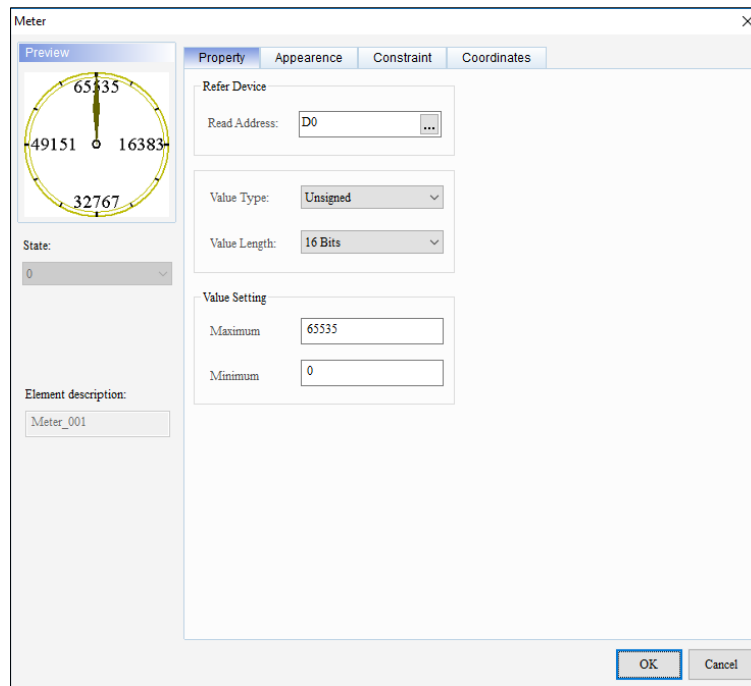 Meter
Preview
65535
49151 16383
32767
State:
0
Element description:
Meter_001
Property Appearence Constraint Coordinates
Refer Device
Read Address: D0 ...
Value Type: Unsigned
Value Length: 16 Bits
Value Setting
Maximum 65535
Minimum 0
OK Cancel